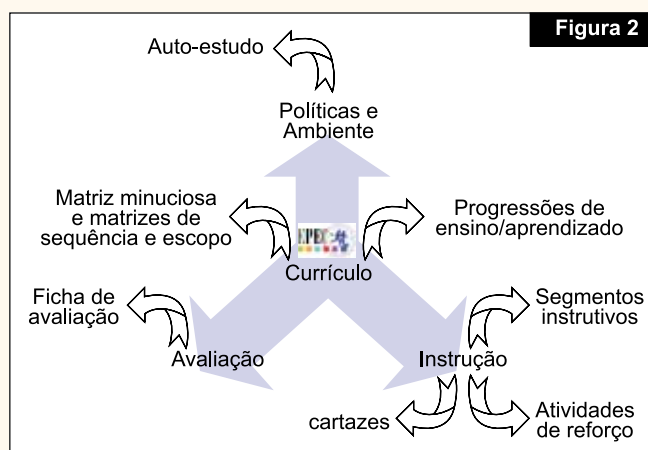 Figura 2
Auto-estudo
Políticas e
Ambiente
Matriz minuciosa
e matrizes de
sequência e escopo
Progressões de
ensino/aprendizado
EPEC
Currículo
Ficha de
avaliação
Segmentos
instrutivos
Avaliação
Instrução
cartazes
Atividades
de reforço